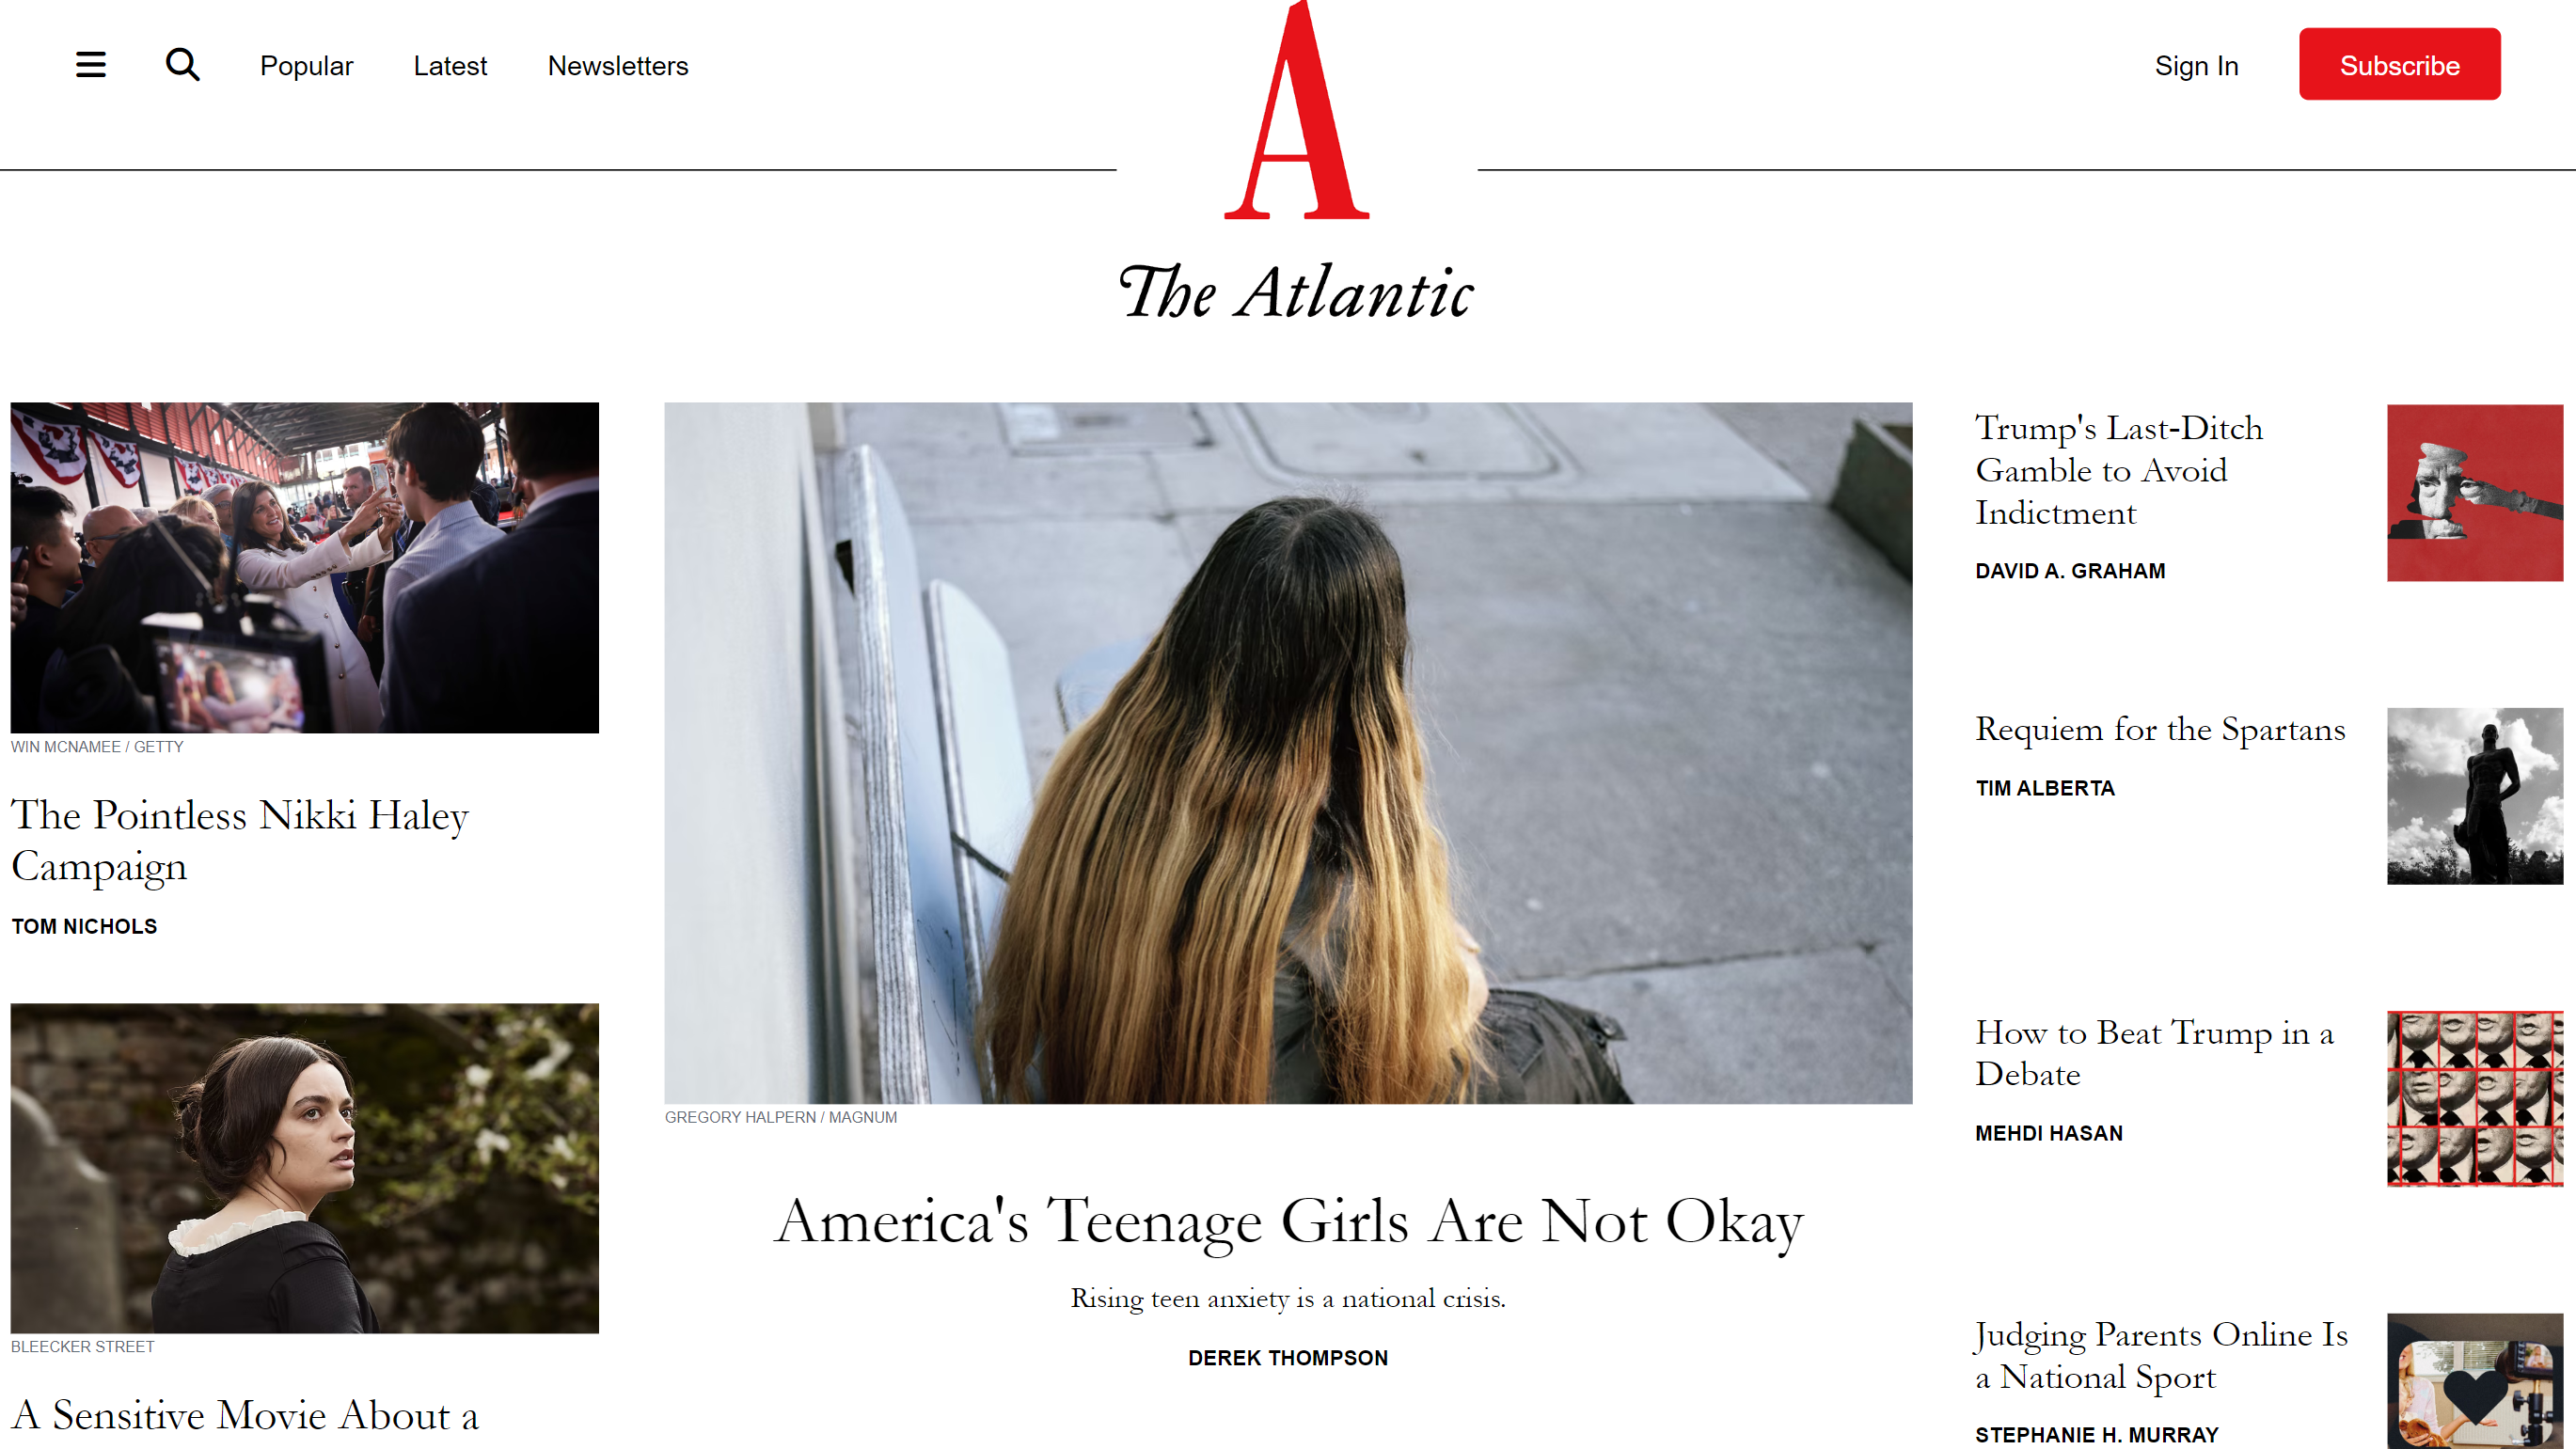 Popular
Latest
Newsletters
A
Sign In
Subscribe
The Atlantic
WIN MCNAMEE / GETTY
The Pointless Nikki Haley
Campaign
TOM NICHOLS
BLEECKER STREET
A Sensitive Movie About a
GREGORY HALPERN / MAGNUM
America's Teenage Girls Are Not Okay
Rising teen anxiety is a national crisis.
DEREK THOMPSON
Trump's Last-Ditch
Gamble to Avoid
Indictment
DAVID A. GRAHAM
Requiem for the Spartans
TIM ALBERTA
How to Beat Trump in a
Debate
MEHDI HASAN
Judging Parents Online Is
a National Sport
STEPHANIE H. MURRAY